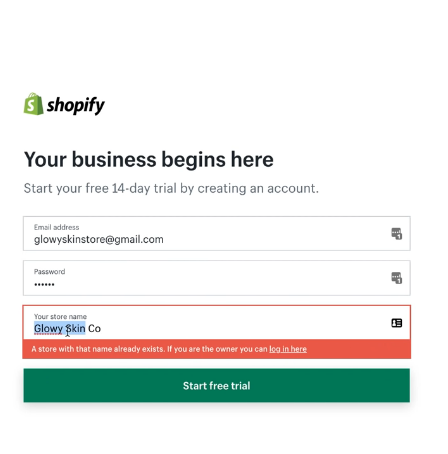 shopify
Your business begins here
Start your free 14-day trial by creating an account.
Email address
glowyskinstore@gmail.com
Password
••••••
Your store name
Glowy Skin Co
A store with that name already exists. If you are the owner you can log in here
Start free trial